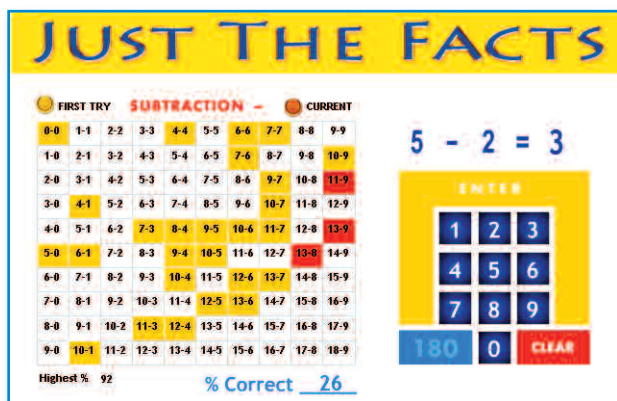 JUST THE FACTS
FIRST TRY SUBTRACTION - CURRENT
0-0 1-1 2-2 3-3 4-4 5-5 6-6 7-7 8-8 9-9
1-0 2-1 3-2 4-3 5-4 6-5 7-6 8-7 9-8 10-9
2-0 3-1 4-2 5-3 6-4 7-5 8-6 9-7 10-8 11-9
3-0 4-1 5-2 6-3 7-4 8-5 9-6 10-7 11-8 12-9
4-0 5-1 6-2 7-3 8-4 9-5 10-6 11-7 12-8 13-9
5-0 6-1 7-2 8-3 9-4 10-5 11-6 12-7 13-8 14-9
6-0 7-1 8-2 9-3 10-4 11-5 12-6 13-7 14-8 15-9
7-0 8-1 9-2 10-3 11-4 12-5 13-6 14-7 15-8 16-9
8-0 9-1 10-2 11-3 12-4 13-5 14-6 15-7 16-8 17-9
9-0 10-1 11-2 12-3 13-4 14-5 15-6 16-7 17-8 18-9
Highest % 92
% Correct 26
5 - 2 = 3
ENTER
1 2 3
4 5 6
7 8 9
180 0 CLEAR